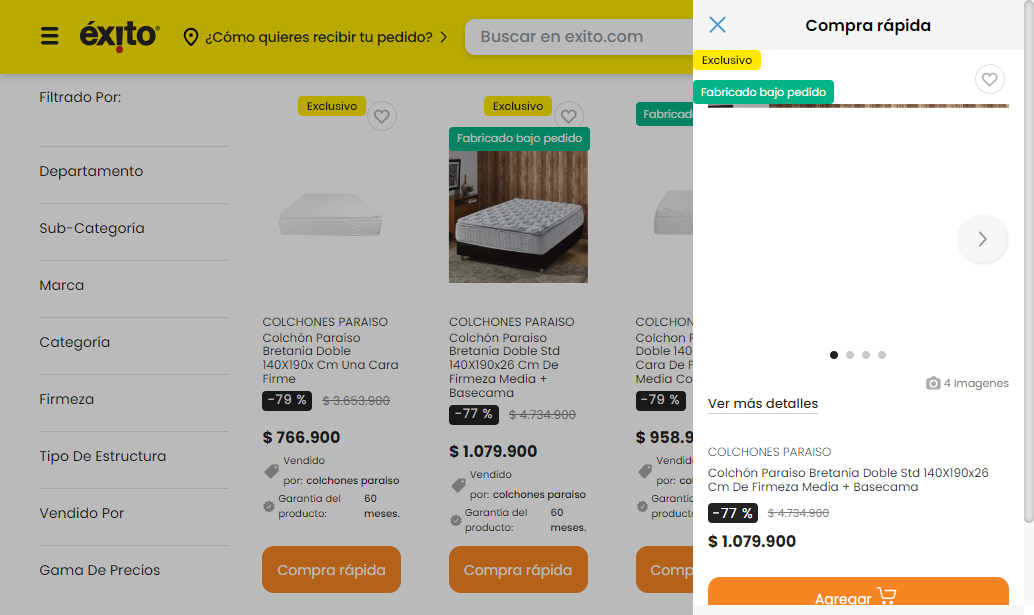 éxito
¿Cómo quieres recibir tu pedido?
Buscar en exito.com
Filtrado Por:
Departamento
Sub-Categoría
Marca
Categoría
Firmeza
Tipo De Estructura
Vendido Por
Gama De Precios
Exclusivo
COLCHONES PARAISO
Colchón Paraiso
Bretania Doble
140X190x Cm Una Cara
Firme
-79 % $ 3.653.900
$ 766.900
Vendido
por: colchones paraiso
Garantía del 60
producto: meses.
Compra rápida
Exclusivo
Fabricado bajo pedido
COLCHONES PARAISO
Colchón Paraiso
Bretania Doble Std
140X190x26 Cm De
Firmeza Media +
Basecama
-77 % $ 4.734.900
$ 1.079.900
Vendido
por: colchones paraiso
Garantía del 60
producto: meses.
Compra rápida
Fabricad
COLCHON
Colchon P
Doble 140
Cara De F
Media Co
-79 %
$ 958.9
Vendid
por: co
Garantí
product
Comp
Compra rápida
Exclusivo
Fabricado bajo pedido
4 Imagenes
Ver más detalles
COLCHONES PARAISO
Colchón Paraiso Bretania Doble Std 140X190x26
Cm De Firmeza Media + Basecama
-77 % $ 4.734.900
$ 1.079.900
Agregar